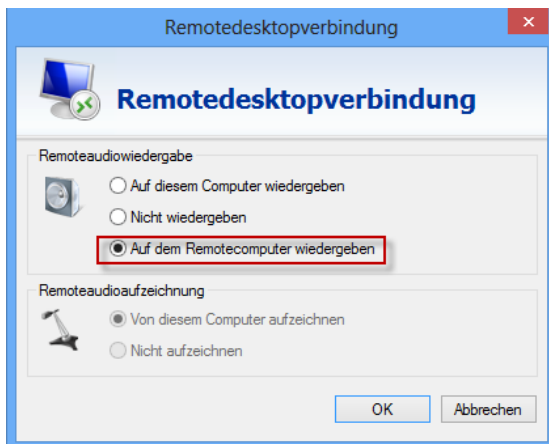 Remotedesktopverbindung
Remotedesktopverbindung
Remoteaudiowiedergabe
Auf diesem Computer wiedergeben
Nicht wiedergeben
Auf dem Remotecomputer wiedergeben
Remoteaudioaufzeichnung
Von diesem Computer aufzeichnen
Nicht aufzeichnen
OK Abbrechen